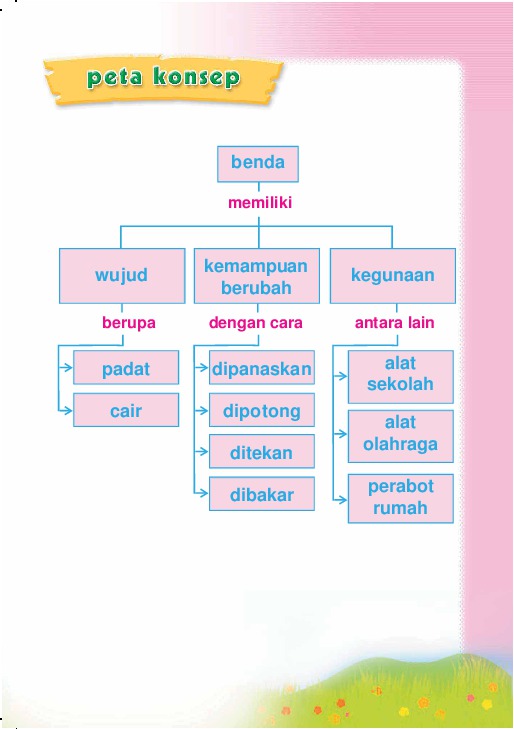 peta konsep
benda
memiliki
wujud
kemampuan
berubah
kegunaan
berupa
dengan cara
antara lain
padat
cair
dipanaskan
dipotong
ditekan
dibakar
alat
sekolah
alat
olahraga
perabot
rumah